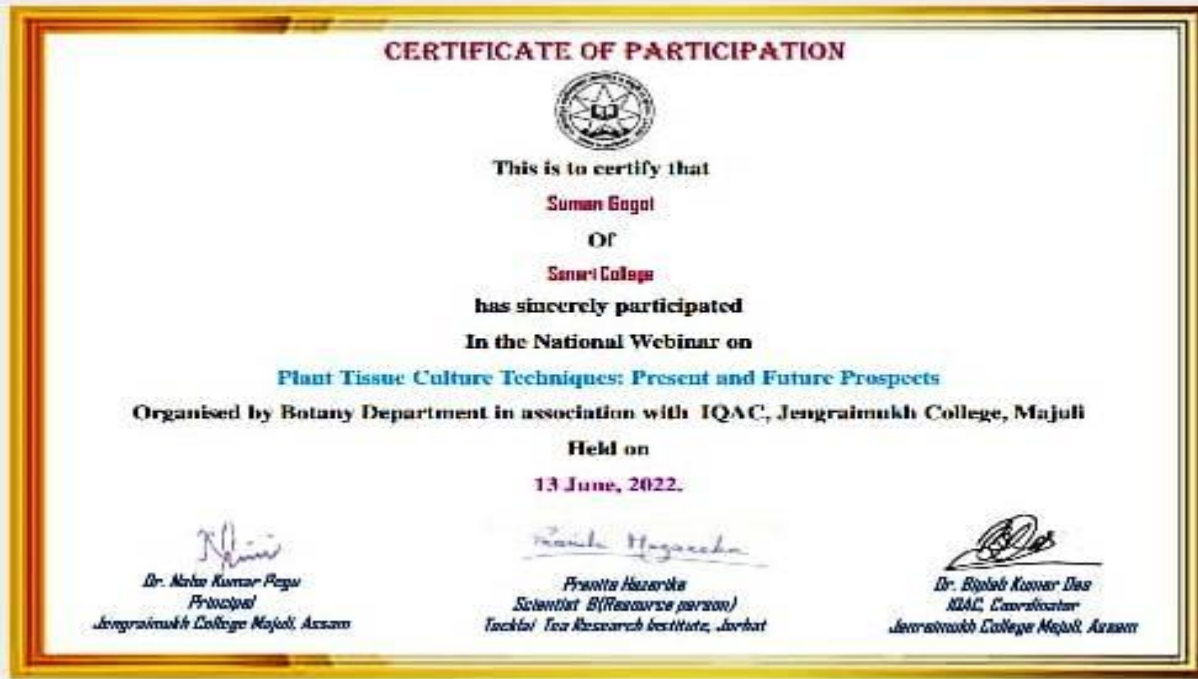 CERTIFICATE OF PARTICIPATION
This is to certify that
Suman Gogoi
Of
Sonari College
has sincerely participated
In the National Webinar on
Plant Tissue Culture Techniques: Present and Future Prospects
Organised by Botany Department in association with IQAC, Jengraimukh College, Majuli
Held on
13 June, 2022.
Dr. Naba Kumar Pegu
Principal
Jengraimukh College Majuli, Assam
Hazarika
Scientist B(Resource person)
Tocklai Tea Research Institute, Jorhat
Dr. Biplab Kumar Das
IQAC, Coordinator
Jenraimukh College Majuli, Assam